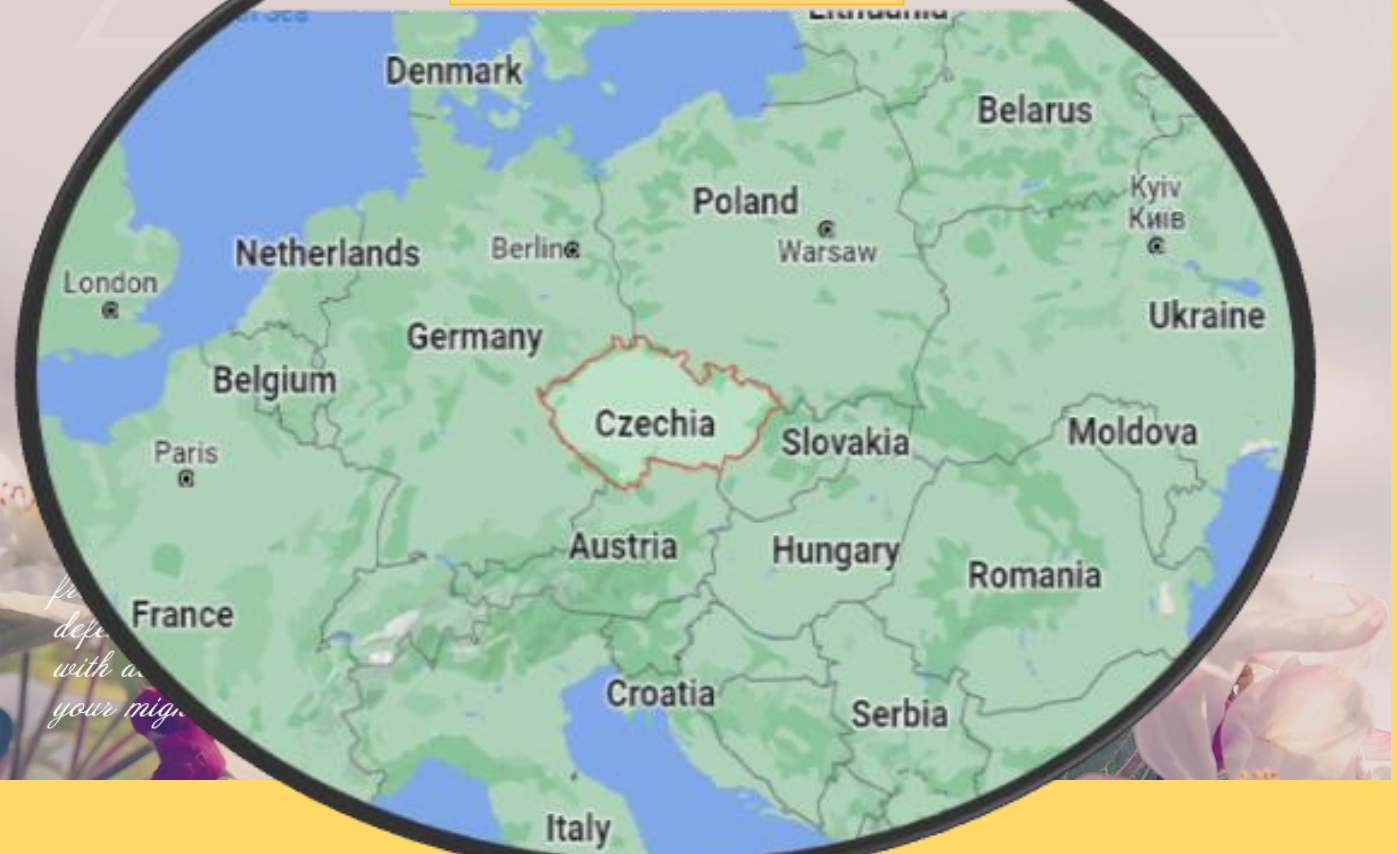 Lithuania
Denmark
Belarus
Kyiv
Київ
Poland
Warsaw
Netherlands
Berlin
London
Ukraine
Germany
Belgium
Czechia
Slovakia
Moldova
Paris
Austria
Hungary
Romania
France
with
your
Croatia
Serbia
Italy